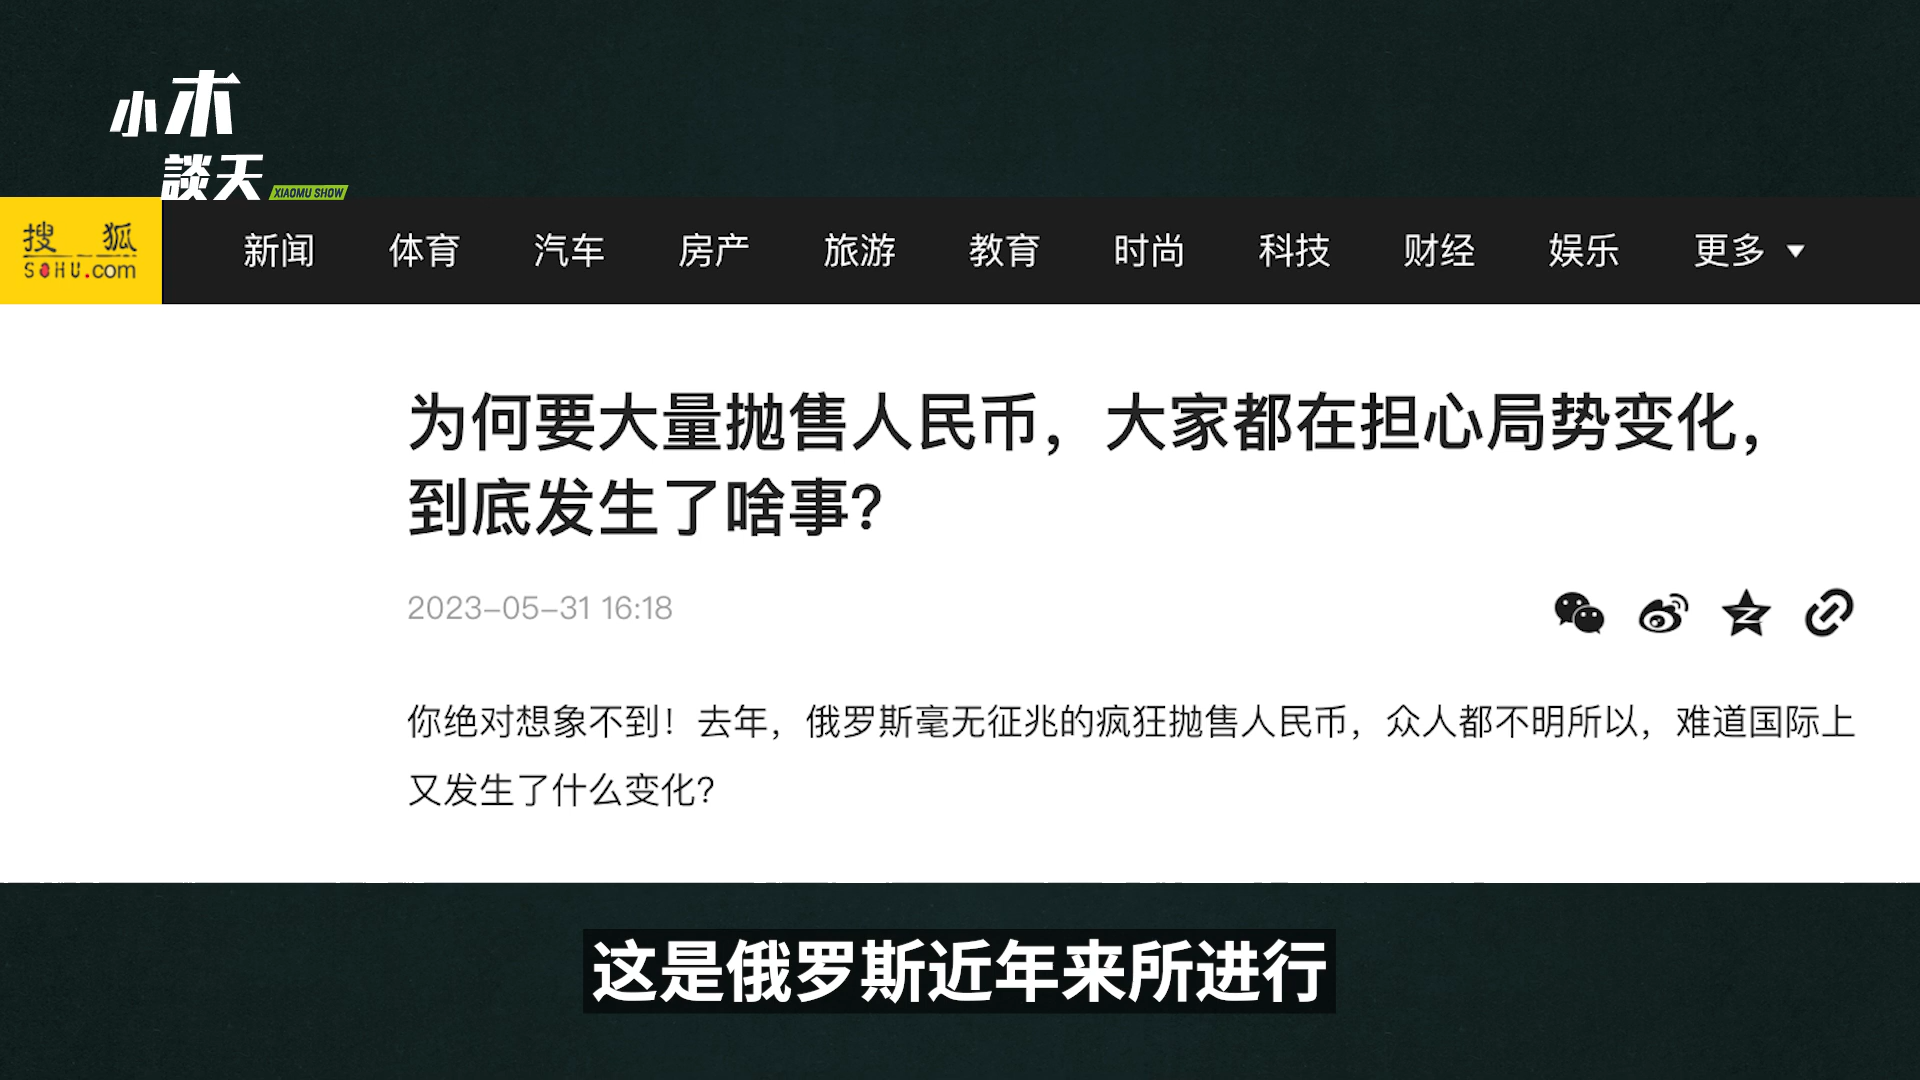 小木
談天
XIAOMU SHOW
搜狐
SOHU.com
新闻 体育 汽车 房产 旅游 教育 时尚 科技 财经 娱乐 更多
为何要大量抛售人民币，大家都在担心局势变化，
到底发生了啥事？
2023-05-31 16:18
你绝对想象不到！去年，俄罗斯毫无征兆的疯狂抛售人民币，众人都不明所以，难道国际上
又发生了什么变化？
这是俄罗斯近年来所进行